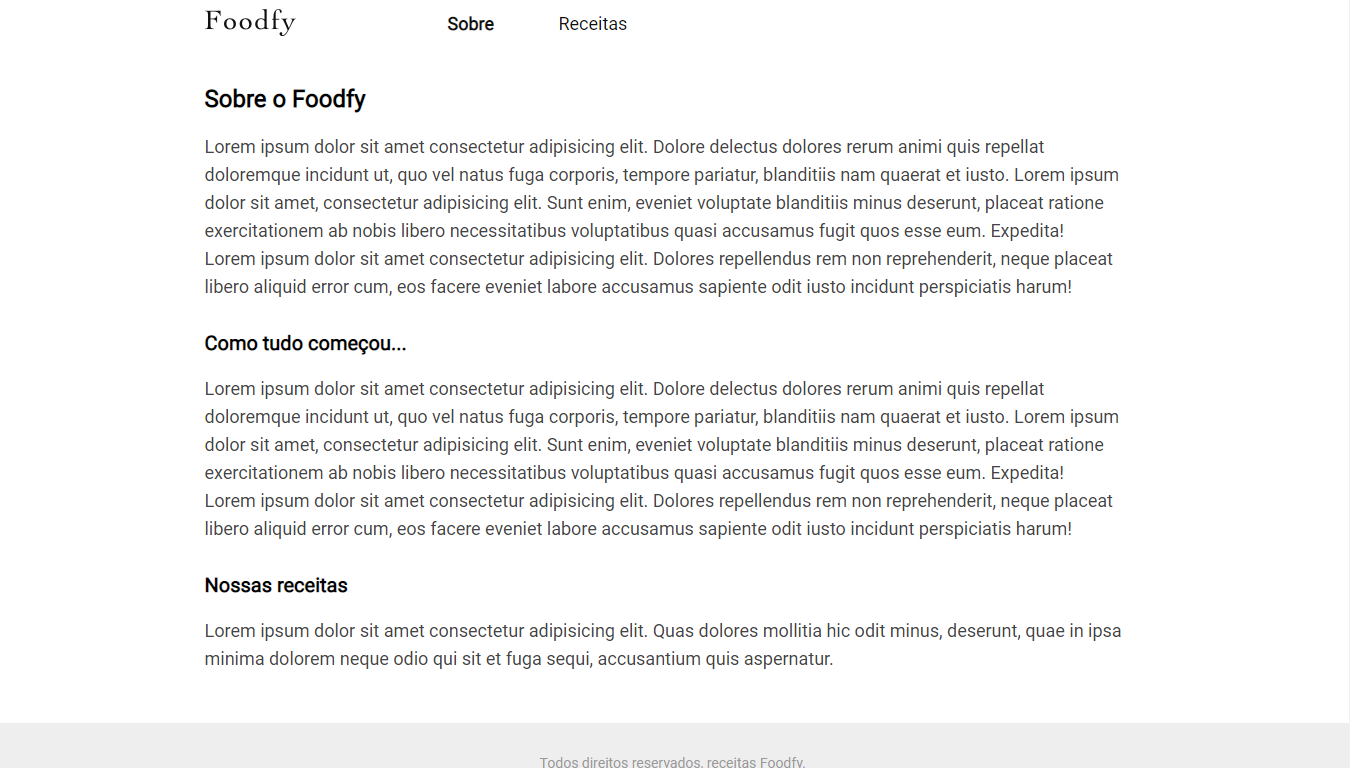 Foodfy
Sobre
Receitas
Sobre o Foodfy
Lorem ipsum dolor sit amet consectetur adipisicing elit. Dolore delectus dolores rerum animi quis repellat
doloremque incidunt ut, quo vel natus fuga corporis, tempore pariatur, blanditiis nam quaerat et iusto. Lorem ipsum
dolor sit amet, consectetur adipisicing elit. Sunt enim, eveniet voluptate blanditiis minus deserunt, placeat ratione
exercitationem ab nobis libero necessitatibus voluptatibus quasi accusamus fugit quos esse eum. Expedita!
Lorem ipsum dolor sit amet consectetur adipisicing elit. Dolores repellendus rem non reprehenderit, neque placeat
libero aliquid error cum, eos facere eveniet labore accusamus sapiente odit iusto incidunt perspiciatis harum!
Como tudo começou...
Lorem ipsum dolor sit amet consectetur adipisicing elit. Dolore delectus dolores rerum animi quis repellat
doloremque incidunt ut, quo vel natus fuga corporis, tempore pariatur, blanditiis nam quaerat et iusto. Lorem ipsum
dolor sit amet, consectetur adipisicing elit. Sunt enim, eveniet voluptate blanditiis minus deserunt, placeat ratione
exercitationem ab nobis libero necessitatibus voluptatibus quasi accusamus fugit quos esse eum. Expedita!
Lorem ipsum dolor sit amet consectetur adipisicing elit. Dolores repellendus rem non reprehenderit, neque placeat
libero aliquid error cum, eos facere eveniet labore accusamus sapiente odit iusto incidunt perspiciatis harum!
Nossas receitas
Lorem ipsum dolor sit amet consectetur adipisicing elit. Quas dolores mollitia hic odit minus, deserunt, quae in ipsa
minima dolorem neque odio qui sit et fuga sequi, accusantium quis aspernatur.
Todos direitos reservados, receitas Foodfy.